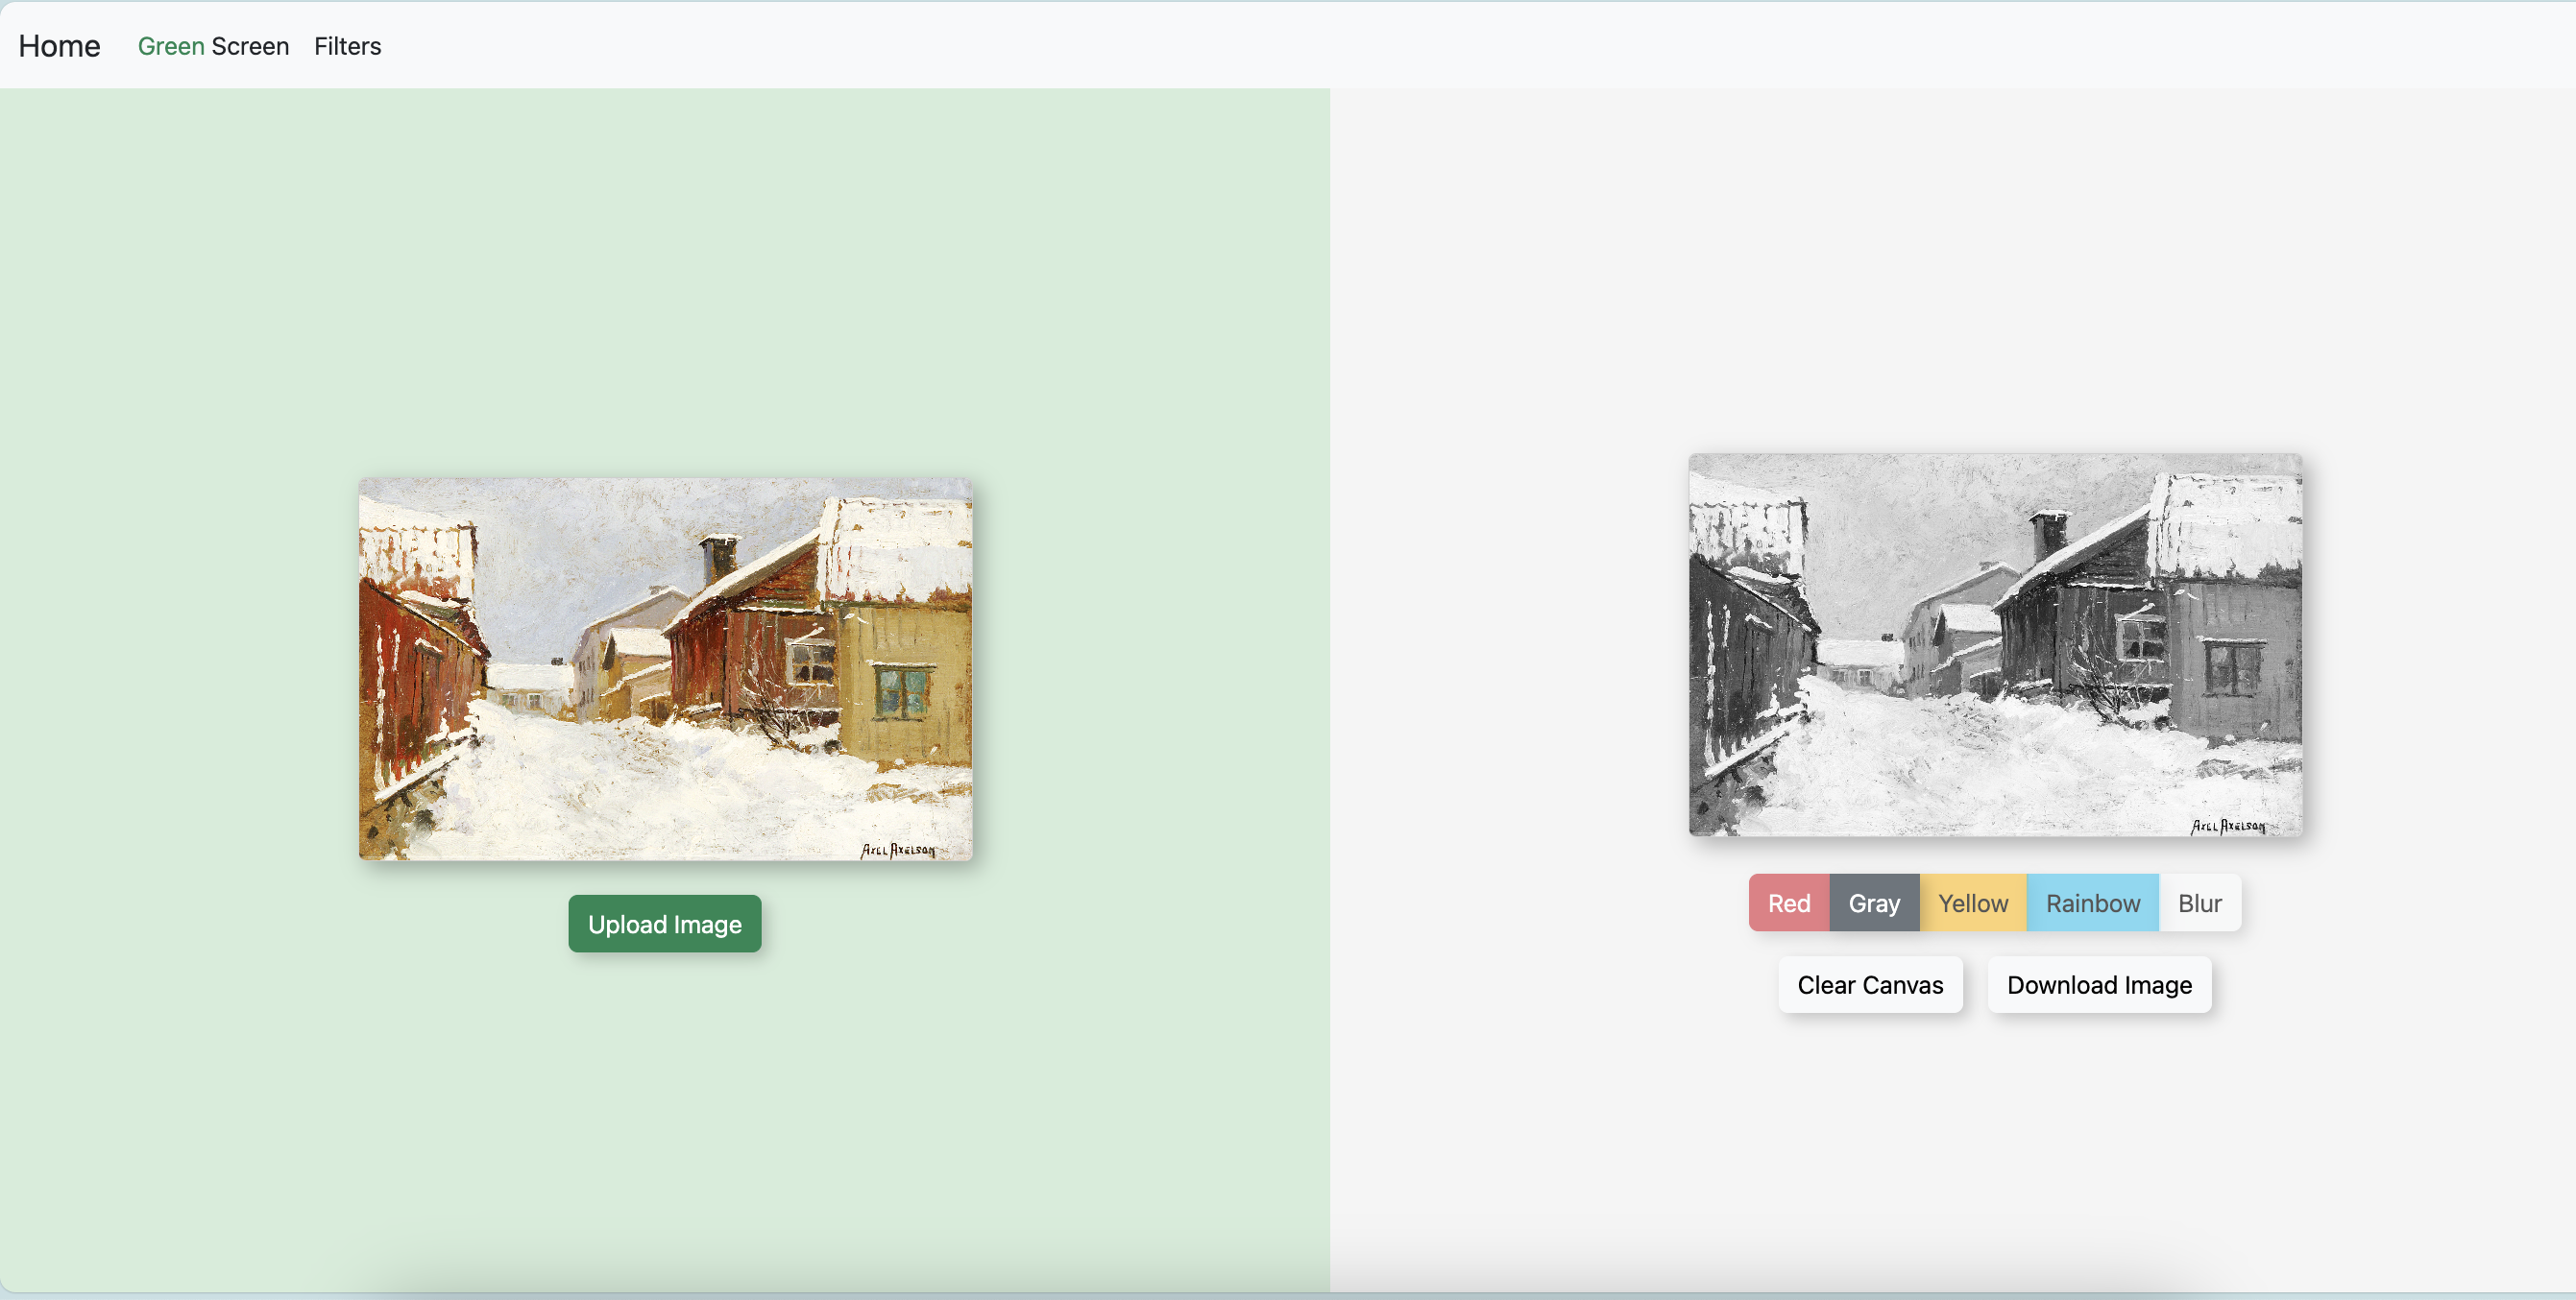 Home Green Screen Filters
Axel Axelson
Upload Image
Axel Axelson
Red Gray Yellow Rainbow Blur
Clear Canvas Download Image